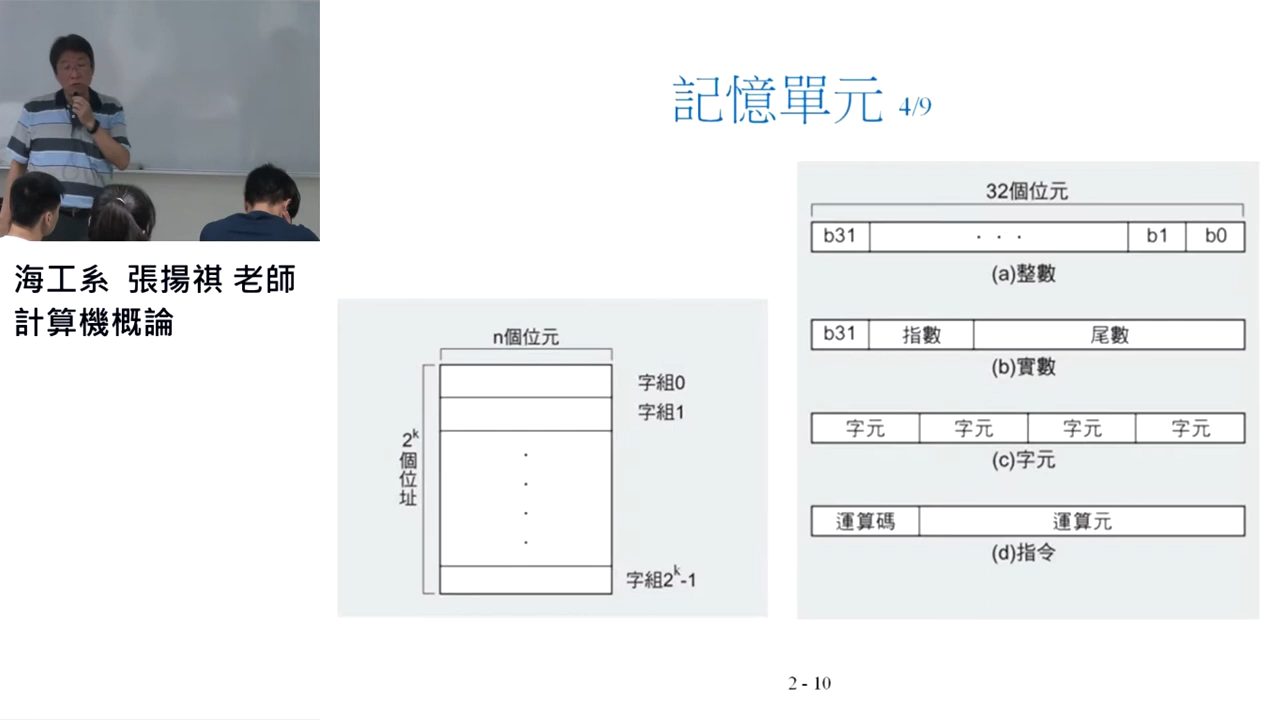 海工系 張揚祺 老師
計算機概論
記憶單元 4/9
n個位元
2^k個位址
字組0
字組1
字組2^k-1
32個位元
b31 · · · b1 b0
(a)整數
b31 指數 尾數
(b)實數
字元 字元 字元 字元
(c)字元
運算碼 運算元
(d)指令
2 - 10